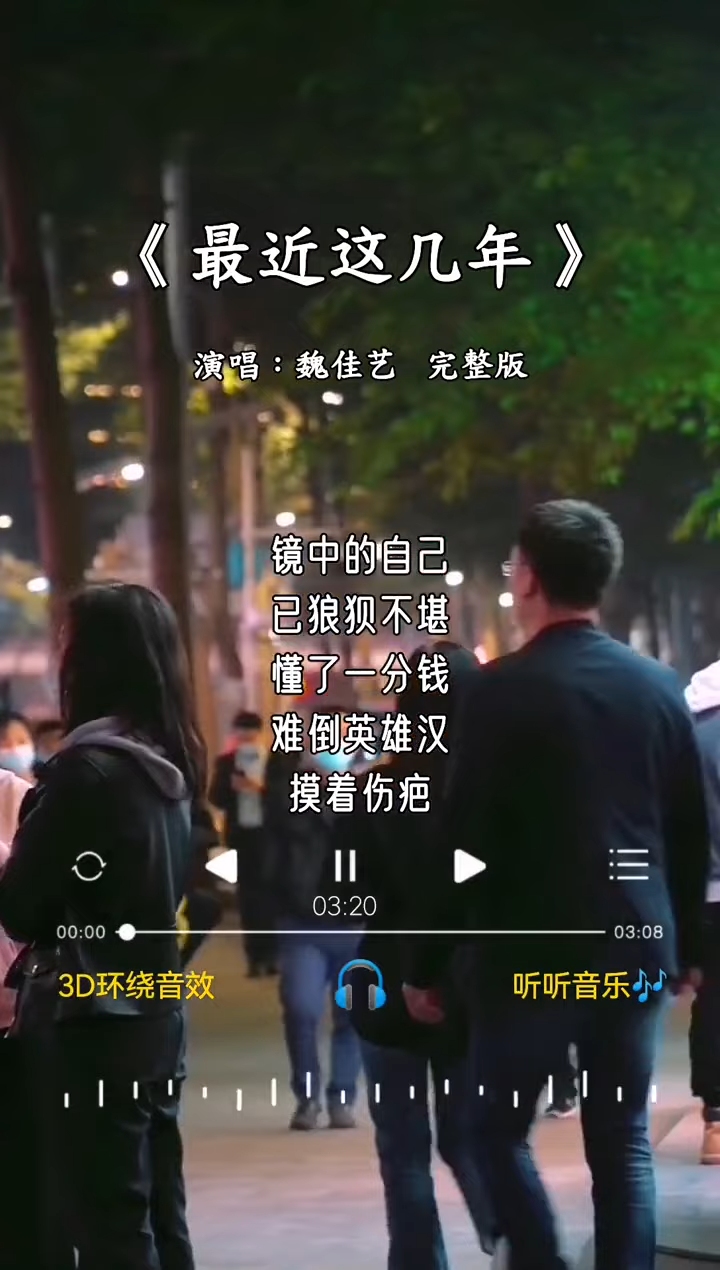 《最近这几年》
演唱：魏佳艺 完整版
镜中的自己
已狼狈不堪
懂了一分钱
难倒英雄汉
摸着伤疤
03:20
00:00 03:08
3D环绕音效 听听音乐